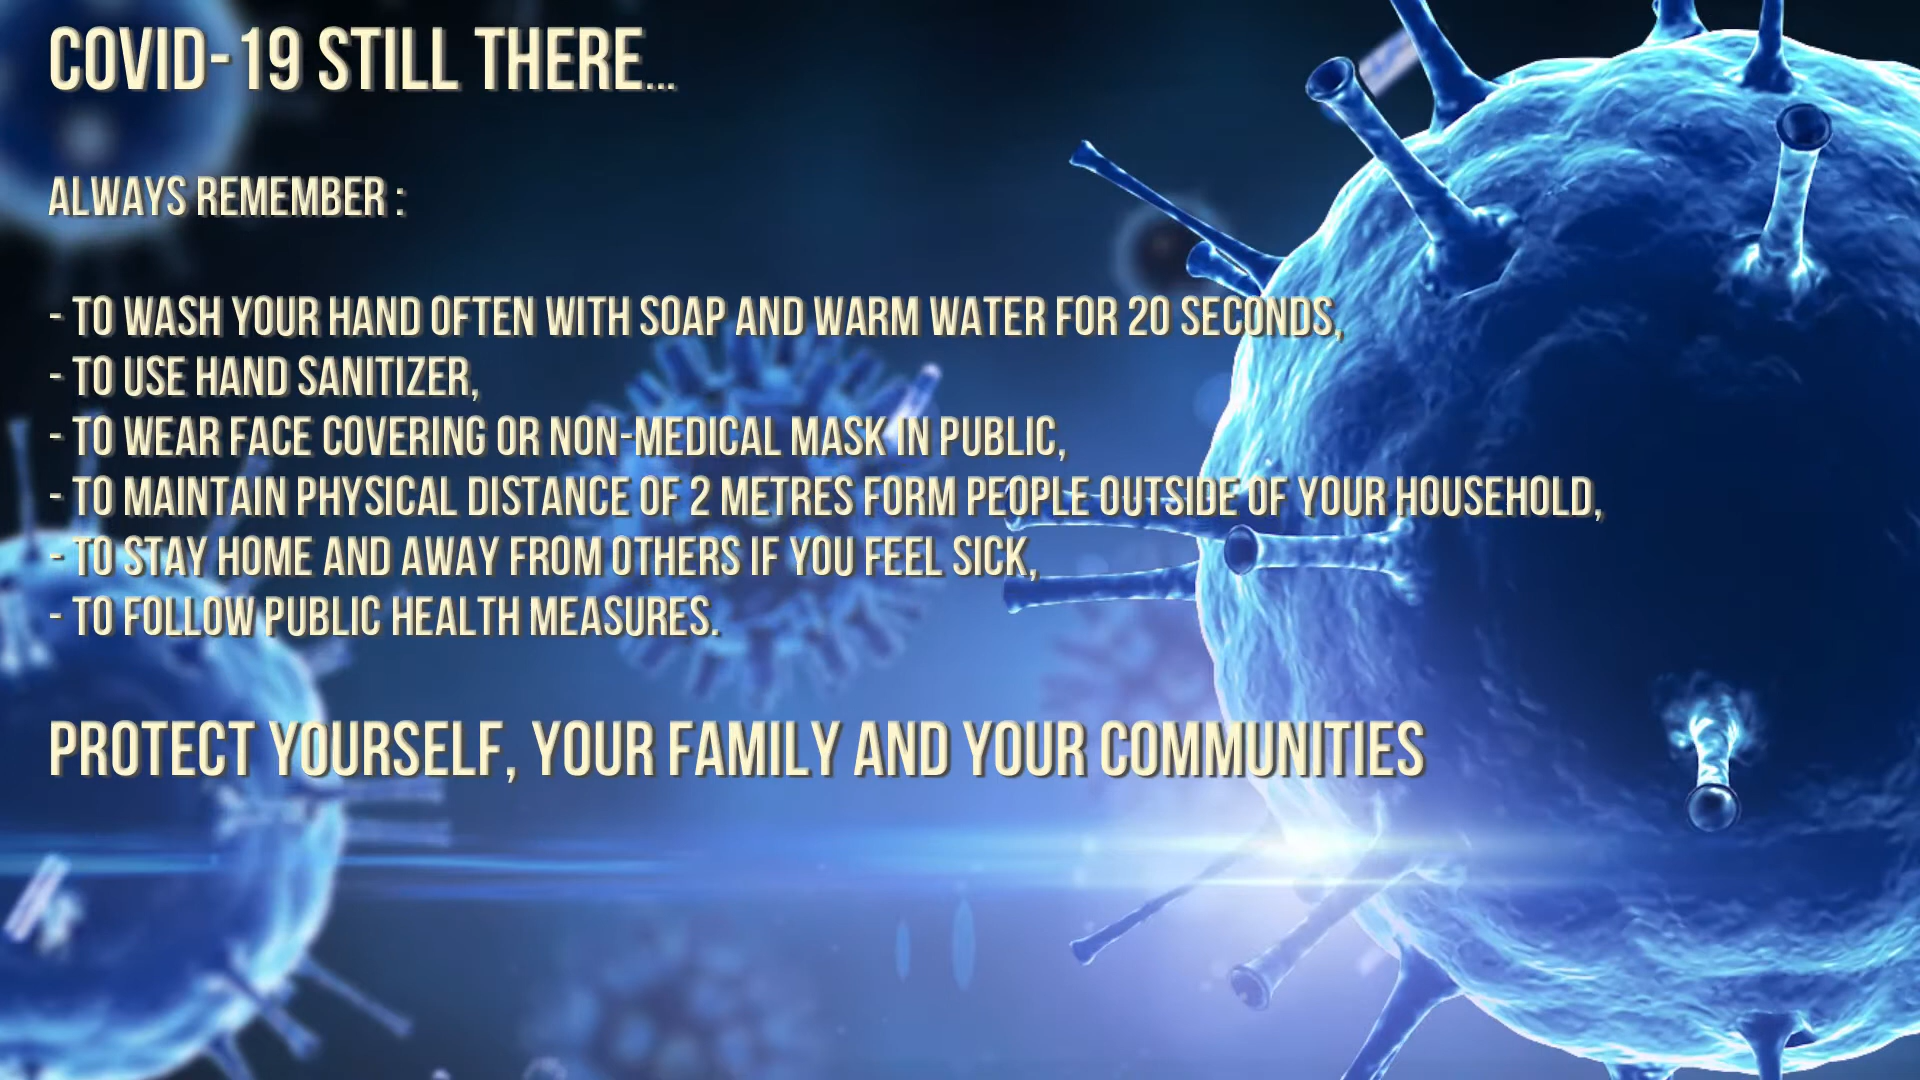 COVID-19 STILL THERE...
ALWAYS REMEMBER :
- TO WASH YOUR HAND OFTEN WITH SOAP AND WARM WATER FOR 20 SECONDS,
- TO USE HAND SANITIZER,
- TO WEAR FACE COVERING OR NON-MEDICAL MASK IN PUBLIC,
- TO MAINTAIN PHYSICAL DISTANCE OF 2 METRES FORM PEOPLE OUTSIDE OF YOUR HOUSEHOLD,
- TO STAY HOME AND AWAY FROM OTHERS IF YOU FEEL SICK,
- TO FOLLOW PUBLIC HEALTH MEASURES.
PROTECT YOURSELF, YOUR FAMILY AND YOUR COMMUNITIES